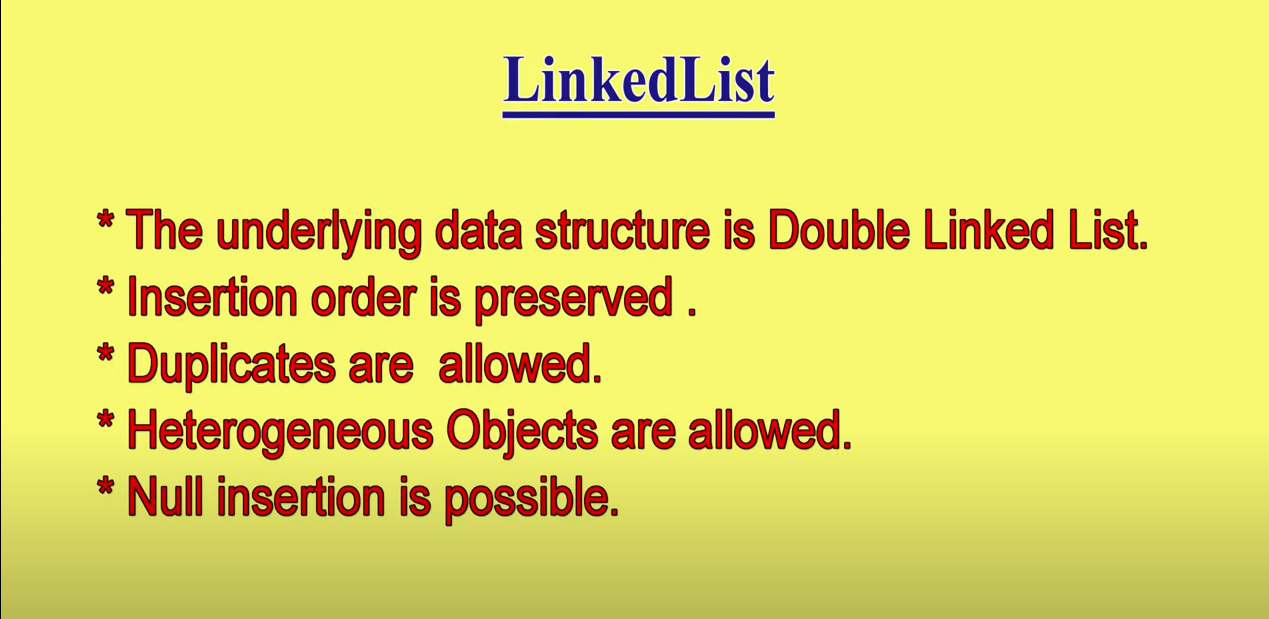 LinkedList
* The underlying data structure is Double Linked List.
* Insertion order is preserved .
* Duplicates are  allowed.
* Heterogeneous Objects are allowed.
* Null insertion is possible.